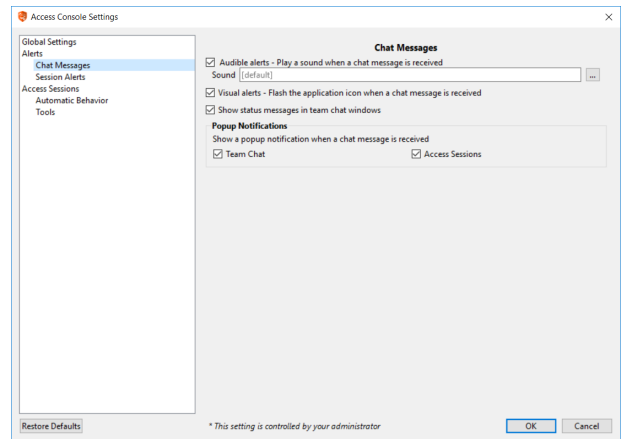 Access Console Settings
Global Settings
Alerts
Chat Messages
Session Alerts
Access Sessions
Automatic Behavior
Tools
Chat Messages
Audible alerts - Play a sound when a chat message is received
Sound [default] ...
Visual alerts - Flash the application icon when a chat message is received
Show status messages in team chat windows
Popup Notifications
Show a popup notification when a chat message is received
Team Chat Access Sessions
Restore Defaults * This setting is controlled by your administrator OK Cancel